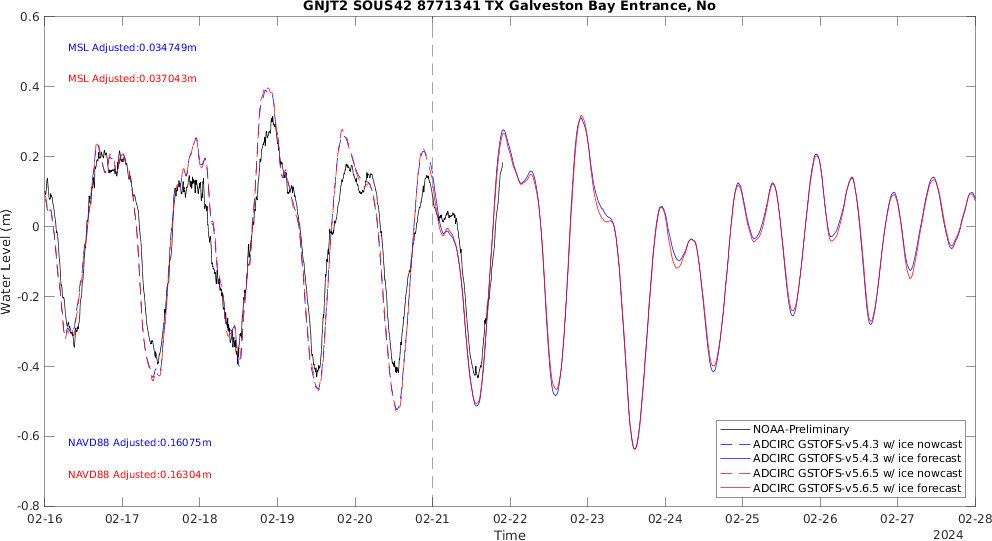 GNJT2 SOUS42 8771341 TX Galveston Bay Entrance, No
0.6
0.4
0.2
0
-0.2
-0.4
-0.6
-0.8
Water Level (m)
MSL Adjusted:0.034749m
MSL Adjusted:0.037043m
NAVD88 Adjusted:0.16075m
NAVD88 Adjusted:0.16304m
NOAA-Preliminary
ADCIRC GSTOFS-v5.4.3 w/ ice nowcast
ADCIRC GSTOFS-v5.4.3 w/ ice forecast
ADCIRC GSTOFS-v5.6.5 w/ ice nowcast
ADCIRC GSTOFS-v5.6.5 w/ ice forecast
02-16 02-17 02-18 02-19 02-20 02-21 02-22 02-23 02-24 02-25 02-26 02-27 02-28
Time
2024